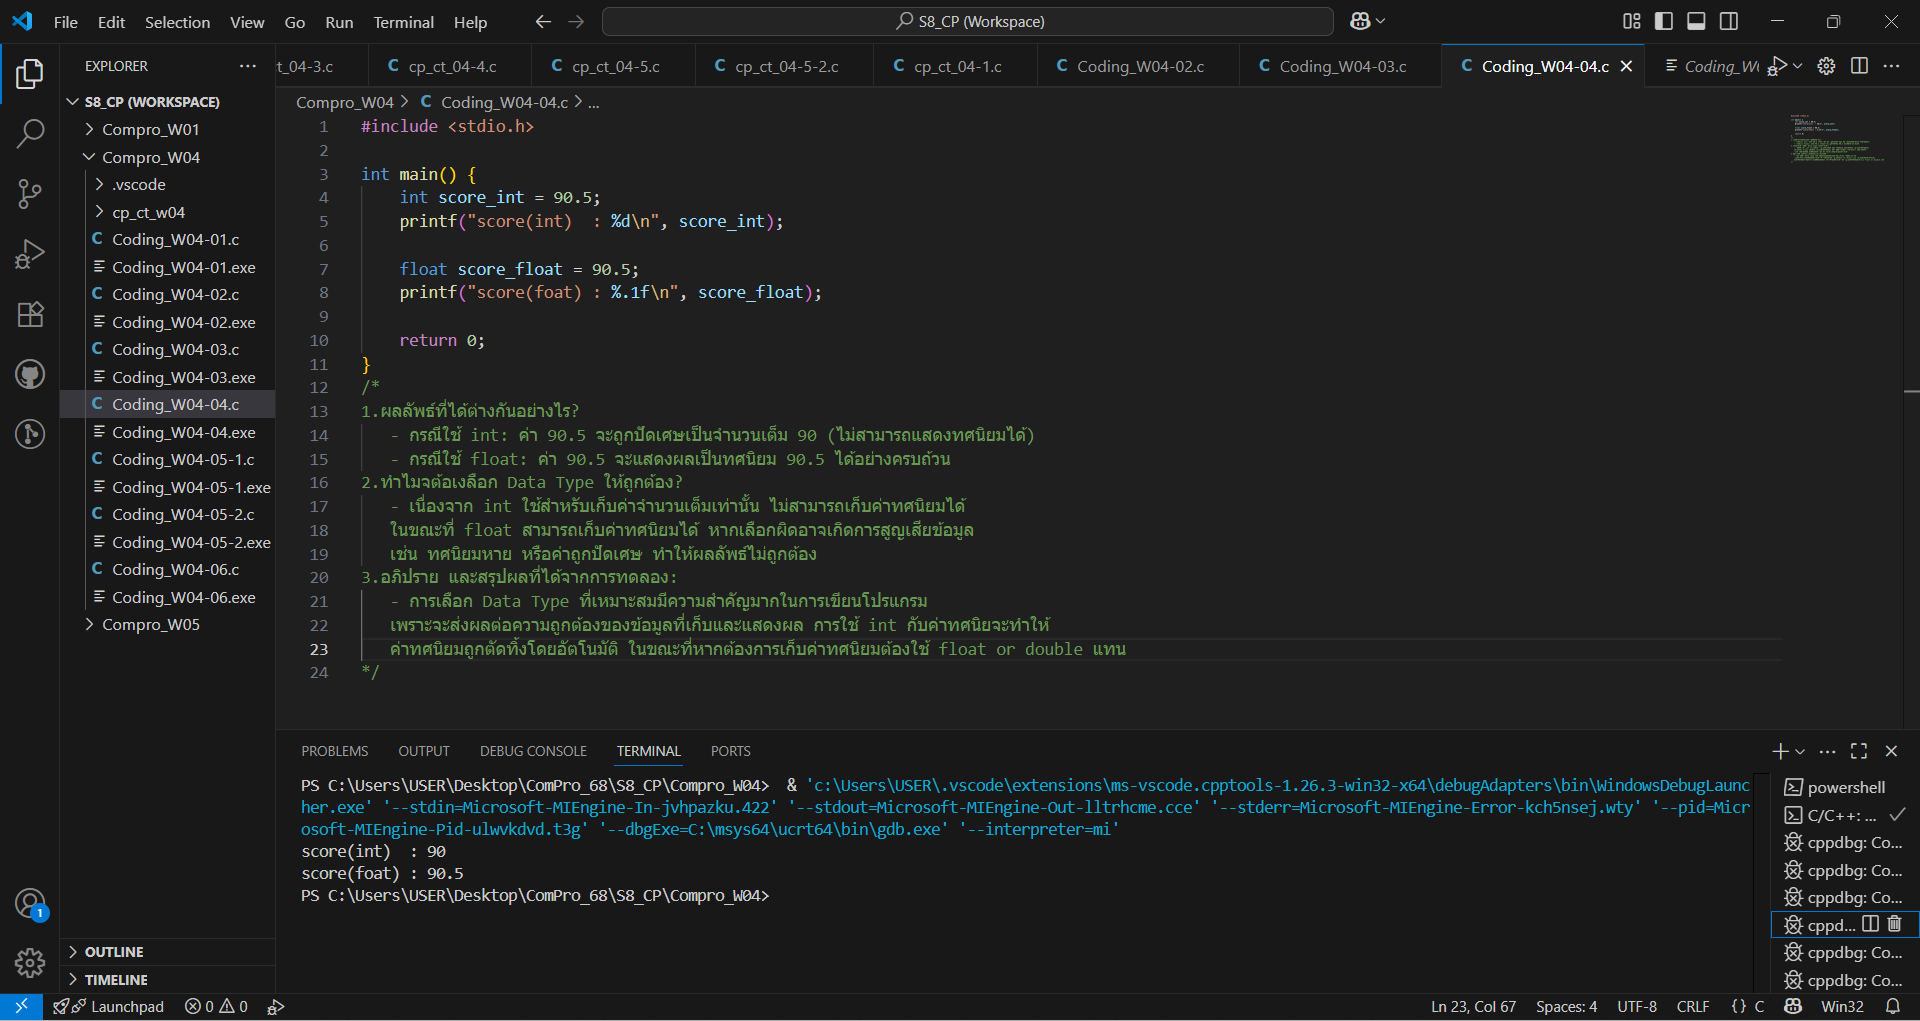 File Edit Selection View Go Run Terminal Help
S8_CP (Workspace)
EXPLORER
S8_CP (WORKSPACE)
Compro_W01
Compro_W04
.vscode
cp_ct_w04
Coding_W04-01.c
Coding_W04-01.exe
Coding_W04-02.c
Coding_W04-02.exe
Coding_W04-03.c
Coding_W04-03.exe
Coding_W04-04.c
Coding_W04-04.exe
Coding_W04-05-1.c
Coding_W04-05-1.exe
Coding_W04-05-2.c
Coding_W04-05-2.exe
Coding_W04-06.c
Coding_W04-06.exe
Compro_W05
OUTLINE
TIMELINE
t_04-3.c C cp_ct_04-4.c C cp_ct_04-5.c C cp_ct_04-5-2.c C cp_ct_04-1.c C Coding_W04-02.c C Coding_W04-03.c C Coding_W04-04.c Coding_W
Compro_W04 > C Coding_W04-04.c > ...
1 #include <stdio.h>
2
3 int main() {
4 int score_int = 90.5;
5 printf("score(int)  : %d\n", score_int);
6
7 float score_float = 90.5;
8 printf("score(foat) : %.1f\n", score_float);
9
10 return 0;
11 }
12 /*
13 1.ผลลัพธ์ที่ได้ต่างกันอย่างไร?
14 - กรณีใช้ int: ค่า 90.5 จะถูกปัดเศษเป็นจำนวนเต็ม 90 (ไม่สามารถแสดงทศนิยมได้)
15 - กรณีใช้ float: ค่า 90.5 จะแสดงผลเป็นทศนิยม 90.5 ได้อย่างครบถ้วน
16 2.ทำไมจต้อเงลือก Data Type ให้ถูกต้อง?
17 - เนื่องจาก int ใช้สำหรับเก็บค่าจำนวนเต็มเท่านั้น ไม่สามารถเก็บค่าทศนิยมได้
18 ในขณะที่ float สามารถเก็บค่าทศนิยมได้ หากเลือกผิดอาจเกิดการสูญเสียข้อมูล
19 เช่น ทศนิยมหาย หรือค่าถูกปัดเศษ ทำให้ผลลัพธ์ไม่ถูกต้อง
20 3.อภิปราย และสรุปผลที่ได้จากการทดลอง:
21 - การเลือก Data Type ที่เหมาะสมมีความสำคัญมากในการเขียนโปรแกรม
22 เพราะจะส่งผลต่อความถูกต้องของข้อมูลที่เก็บและแสดงผล การใช้ int กับค่าทศนิยจะทำให้
23 ค่าทศนิยมถูกตัดทิ้งโดยอัตโนมัติ ในขณะที่หากต้องการเก็บค่าทศนิยมต้องใช้ float or double แทน
24 */
PROBLEMS OUTPUT DEBUG CONSOLE TERMINAL PORTS
PS C:\Users\USER\Desktop\ComPro_68\S8_CP\Compro_W04>  & 'c:\Users\USER\.vscode\extensions\ms-vscode.cpptools-1.26.3-win32-x64\debugAdapters\bin\WindowsDebugLaunc
her.exe' '--stdin=Microsoft-MIEngine-In-jvhpazku.422' '--stdout=Microsoft-MIEngine-Out-lltrhcme.cce' '--stderr=Microsoft-MIEngine-Error-kch5nsej.wty' '--pid=Micr
osoft-MIEngine-Pid-ulwvkdvd.t3g' '--dbgExe=C:\msys64\ucrt64\bin\gdb.exe' '--interpreter=mi'
score(int)  : 90
score(foat) : 90.5
PS C:\Users\USER\Desktop\ComPro_68\S8_CP\Compro_W04>
powershell
C/C++: ...
cppdbg: Co...
cppdbg: Co...
cppdbg: Co...
cppd...
cppdbg: Co...
cppdbg: Co...
1
Launchpad 0 0 Ln 23, Col 67 Spaces: 4 UTF-8 CRLF {} C Win32